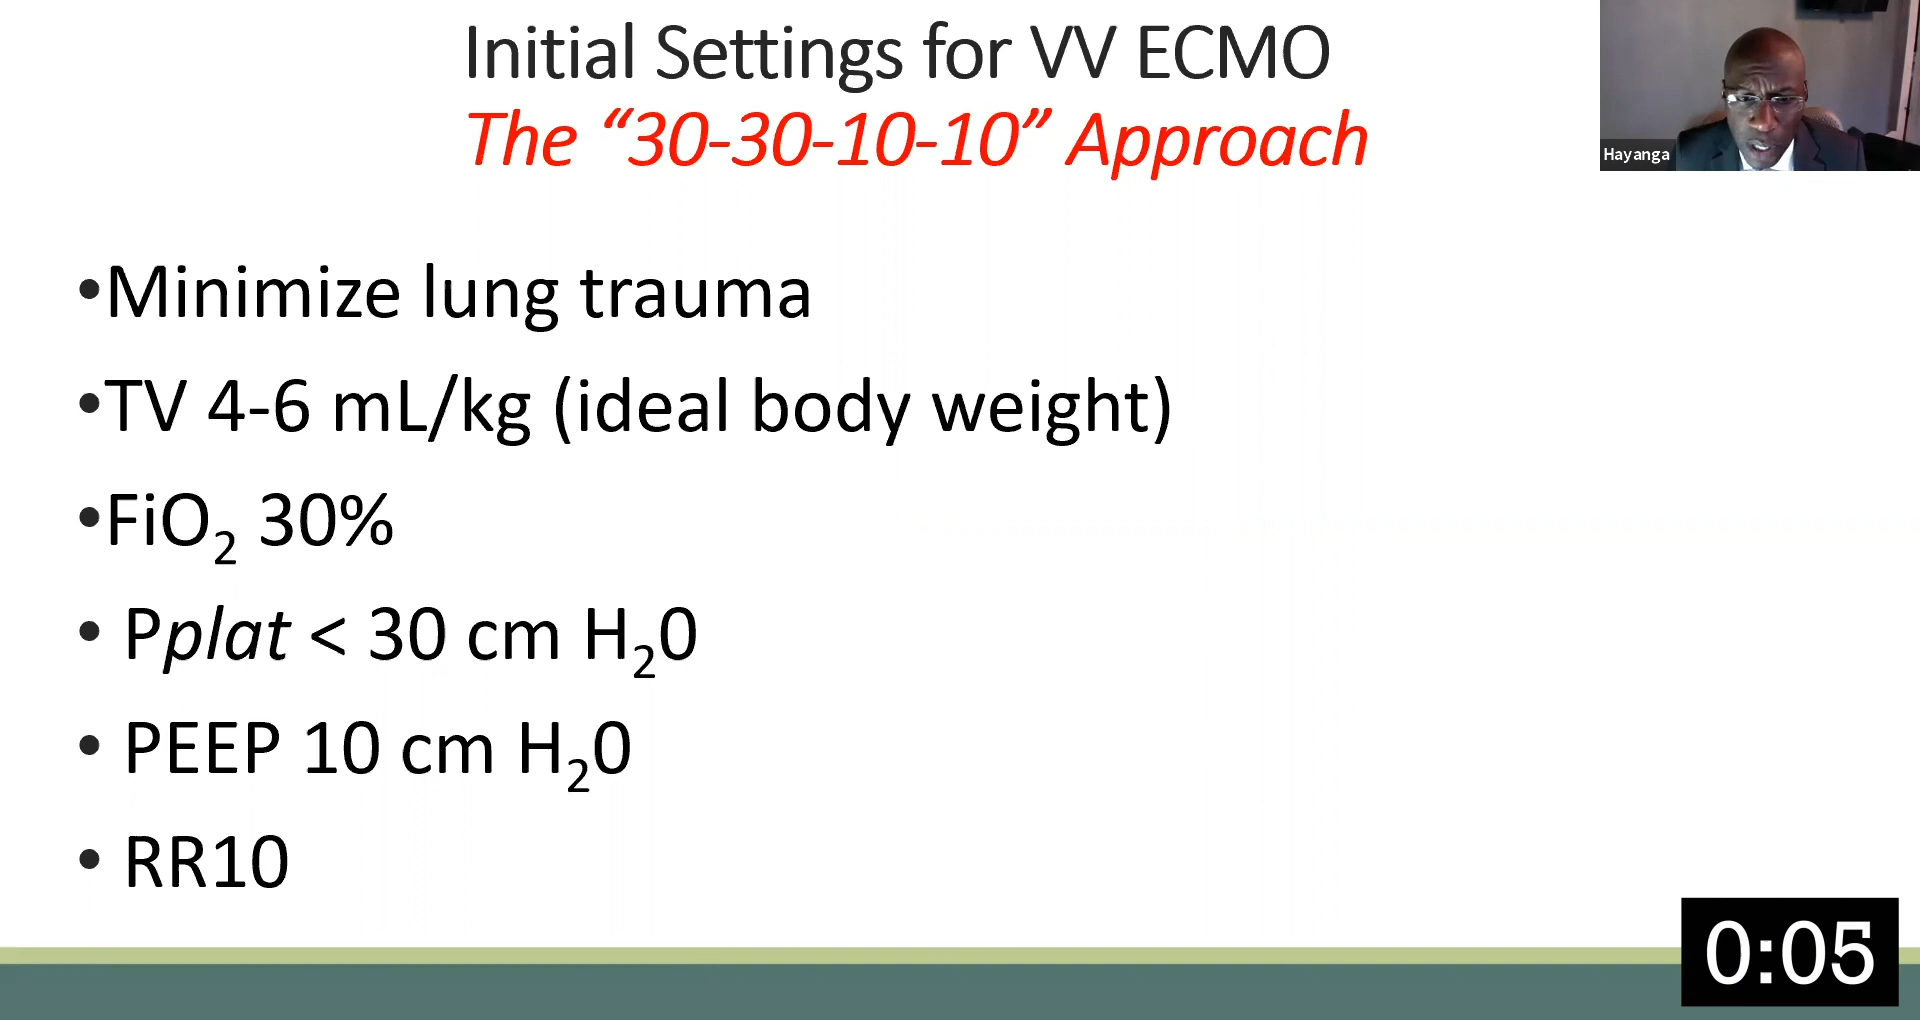 Initial Settings for VV ECMO
The “30-30-10-10” Approach
Hayanga
•Minimize lung trauma
•TV 4-6 mL/kg (ideal body weight)
•FiO₂ 30%
• Pplat < 30 cm H₂0
• PEEP 10 cm H₂0
• RR10
0:05